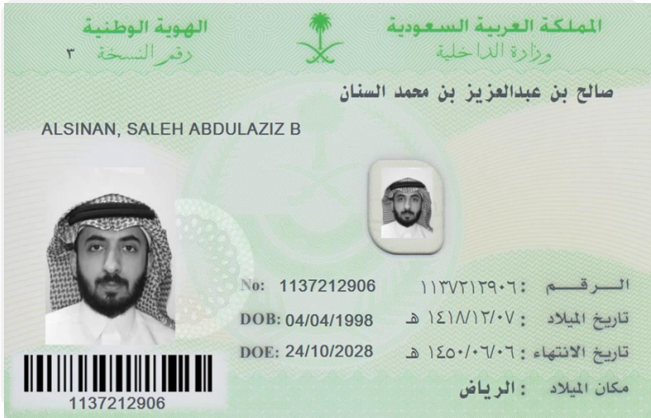 المملكة العربية السعودية
وزارة الداخلية
الهوية الوطنية
رقم النسخة ٣
صالح بن عبدالعزيز بن محمد السنان
ALSINAN, SALEH ABDULAZIZ B
الرقم : ١١٣٧٢١٢٩٠٦ No: 1137212906
تاريخ الميلاد : ١٤١٨/١٢/٠٧ هـ DOB: 04/04/1998
تاريخ الانتهاء : ١٤٥٠/٠٦/٠٦ هـ DOE: 24/10/2028
مكان الميلاد : الرياض
1137212906